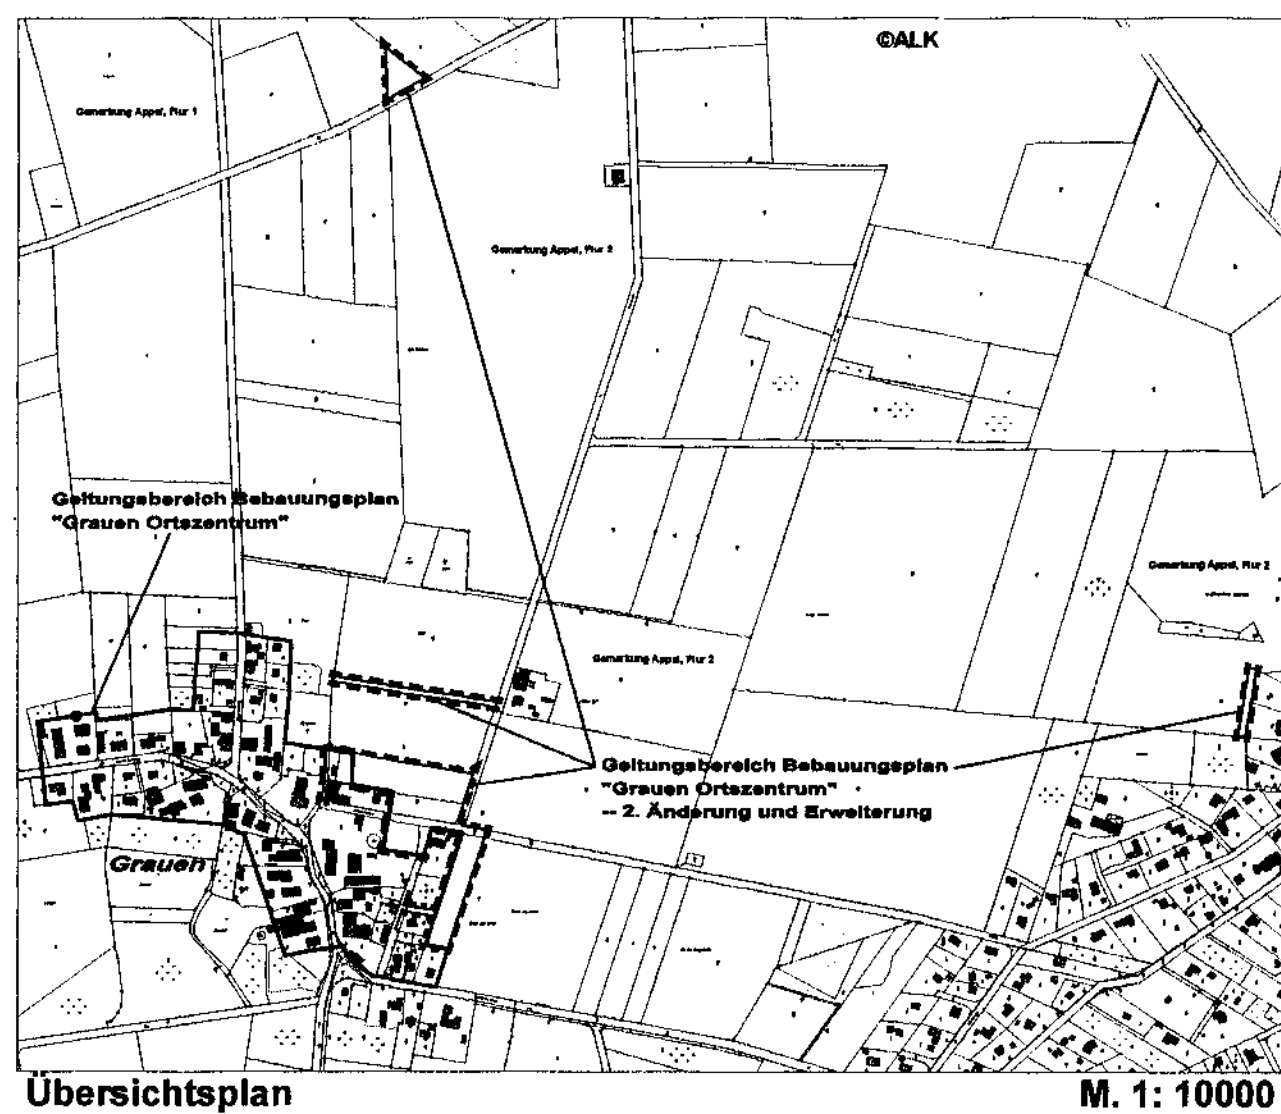 ©ALK
Gemarkung Appel, Flur 1
Gemarkung Appel, Flur 2
Geltungsbereich Bebauungsplan
"Grauen Ortszentrum"
Gemarkung Appel, Flur 2
Gemarkung Appel, Flur 2
Geltungsbereich Bebauungsplan
"Grauen Ortszentrum"
-- 2. Änderung und Erweiterung
Grauen
Übersichtsplan
M. 1: 10000